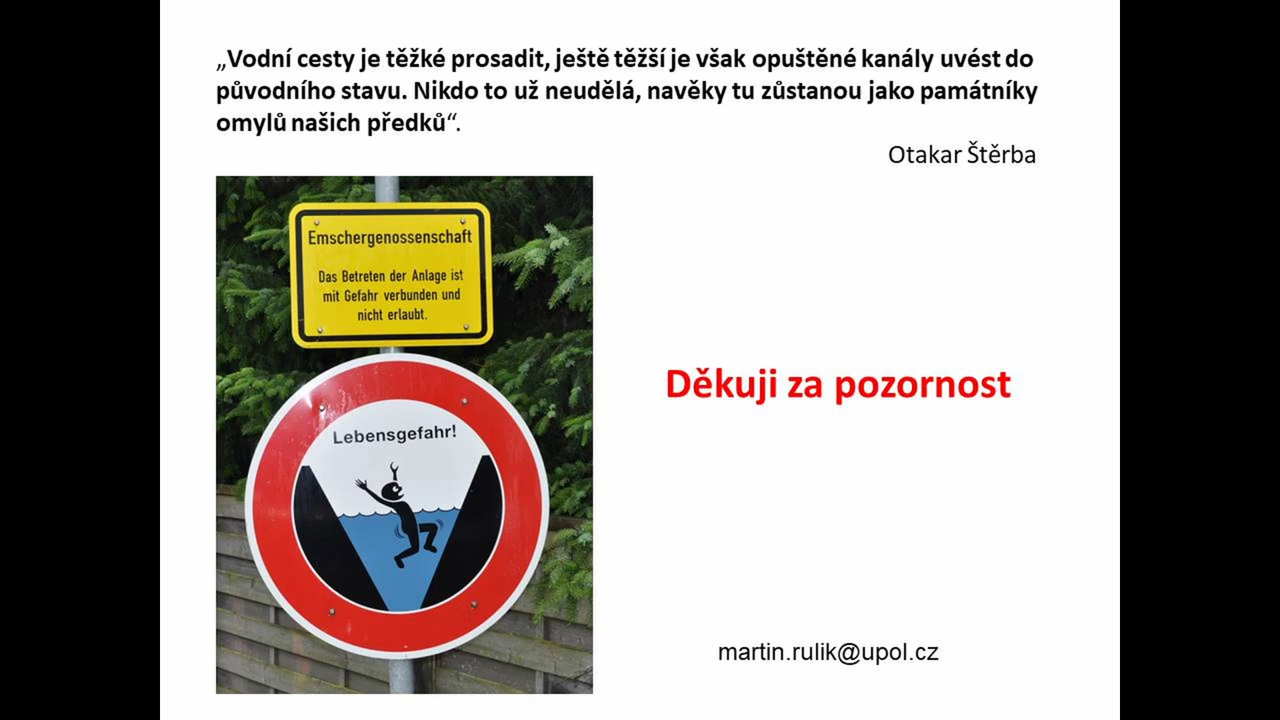 „Vodní cesty je těžké prosadit, ještě těžší je však opuštěné kanály uvést do
původního stavu. Nikdo to už neudělá, navěky tu zůstanou jako památníky
omylů našich předků“.
Otakar Štěrba
Emschergenossenschaft
Das Betreten der Anlage ist
mit Gefahr verbunden und
nicht erlaubt.
Lebensgefahr!
Děkuji za pozornost
martin.rulik@upol.cz